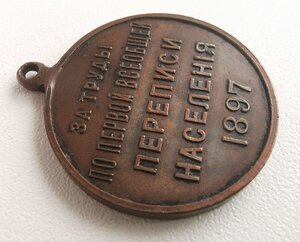 ЗА ТРУДЫ
ПО ПЕРВОЙ ВСЕОБЩЕЙ
ПЕРЕПИСИ
НАСЕЛЕНІЯ
1897